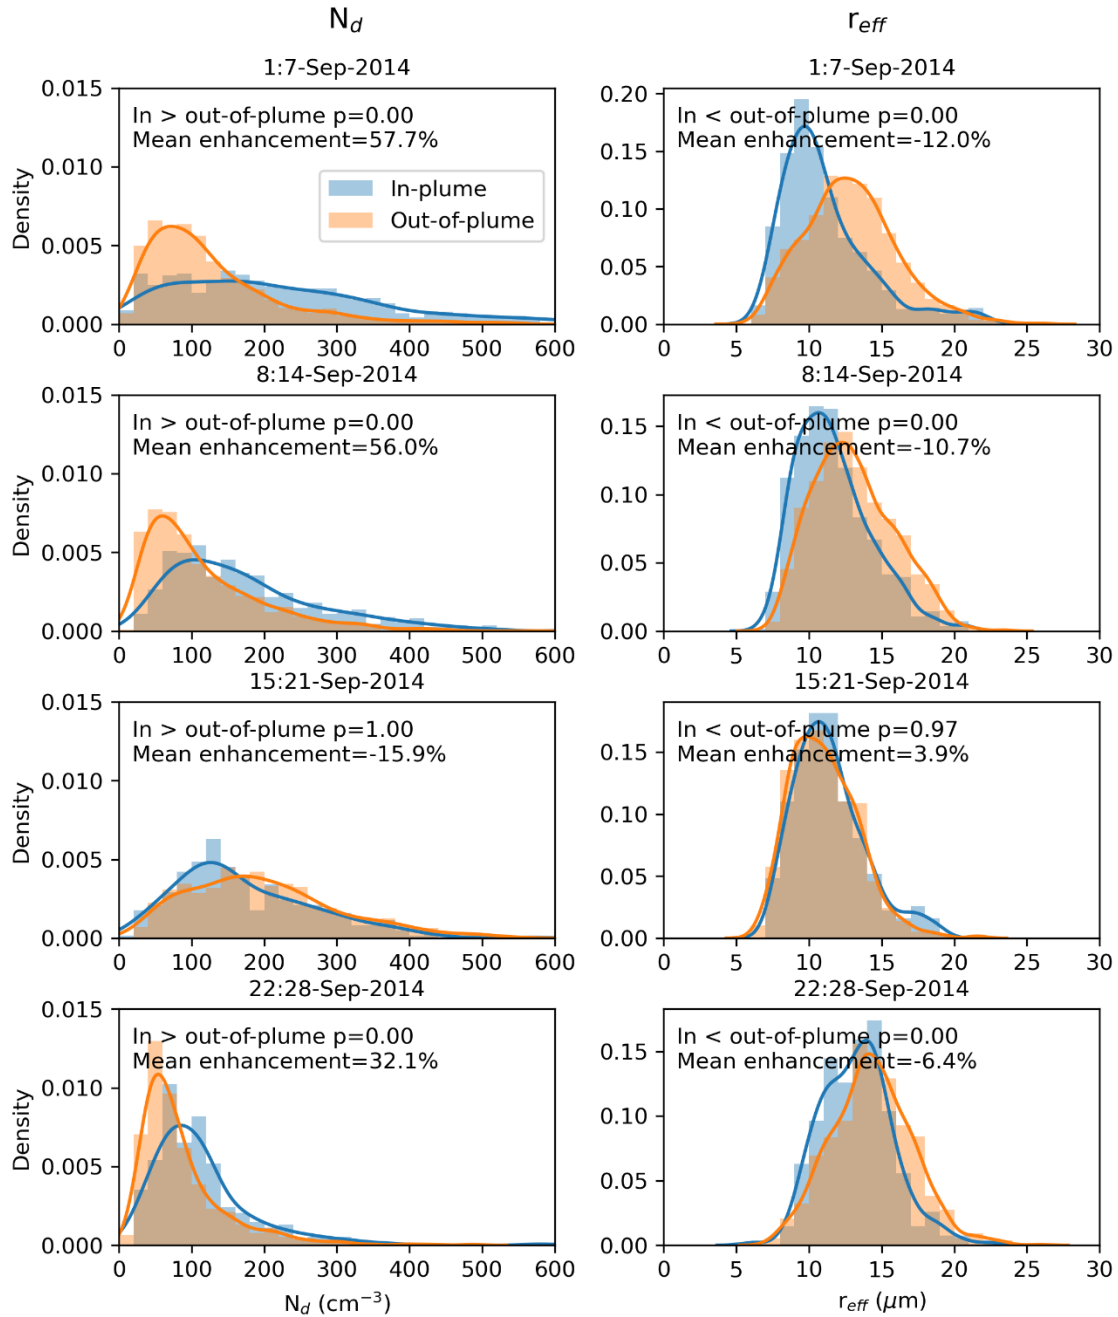 N_d
r_eff
1:7-Sep-2014
0.015
0.010
0.005
0.000
Density
In > out-of-plume p=0.00
Mean enhancement=57.7%
In-plume
Out-of-plume
0 100 200 300 400 500 600
1:7-Sep-2014
0.20
0.15
0.10
0.05
0.00
In < out-of-plume p=0.00
Mean enhancement=-12.0%
0 5 10 15 20 25 30
8:14-Sep-2014
0.015
0.010
0.005
0.000
Density
In > out-of-plume p=0.00
Mean enhancement=56.0%
0 100 200 300 400 500 600
8:14-Sep-2014
0.15
0.10
0.05
0.00
In < out-of-plume p=0.00
Mean enhancement=-10.7%
0 5 10 15 20 25 30
15:21-Sep-2014
0.015
0.010
0.005
0.000
Density
In > out-of-plume p=1.00
Mean enhancement=-15.9%
0 100 200 300 400 500 600
15:21-Sep-2014
0.15
0.10
0.05
0.00
In < out-of-plume p=0.97
Mean enhancement=3.9%
0 5 10 15 20 25 30
22:28-Sep-2014
0.015
0.010
0.005
0.000
Density
In > out-of-plume p=0.00
Mean enhancement=32.1%
0 100 200 300 400 500 600
N_d (cm⁻³)
22:28-Sep-2014
0.15
0.10
0.05
0.00
In < out-of-plume p=0.00
Mean enhancement=-6.4%
0 5 10 15 20 25 30
r_eff (μm)